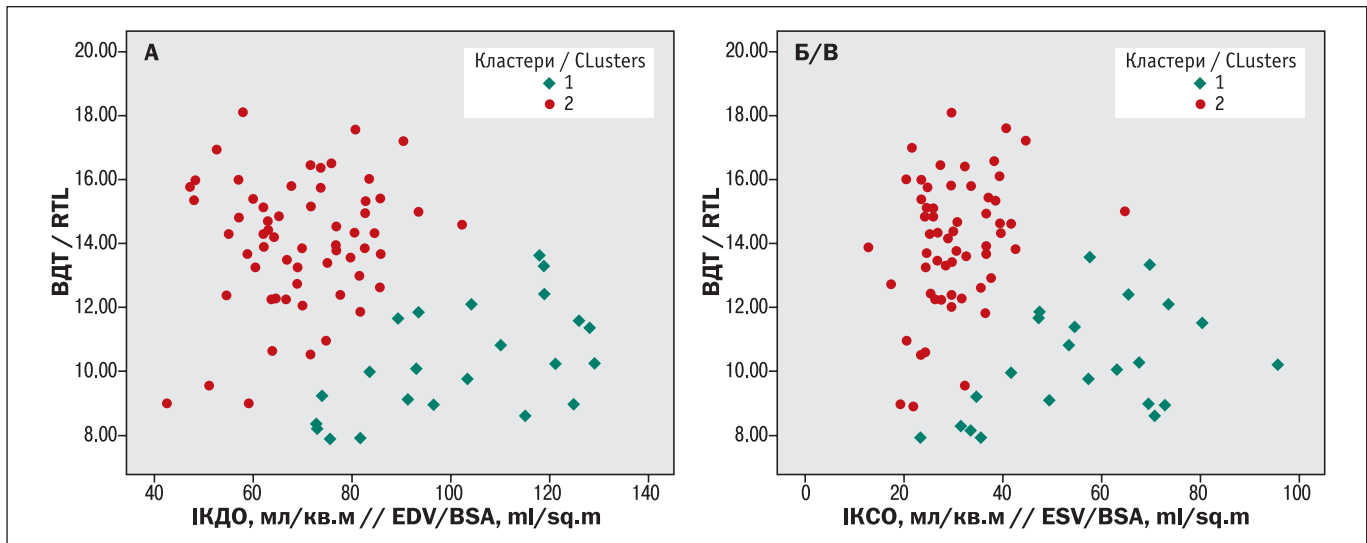 А
Кластери / CLusters
1
2
20.00
18.00
16.00
14.00
12.00
10.00
8.00
ВДТ / RTL
40 60 80 100 120 140
ІКДО, мл/кв.м // EDV/BSA, ml/sq.m
Б/В
Кластери / CLusters
1
2
20.00
18.00
16.00
14.00
12.00
10.00
8.00
ВДТ / RTL
0 20 40 60 80 100
ІКСО, мл/кв.м // ESV/BSA, ml/sq.m